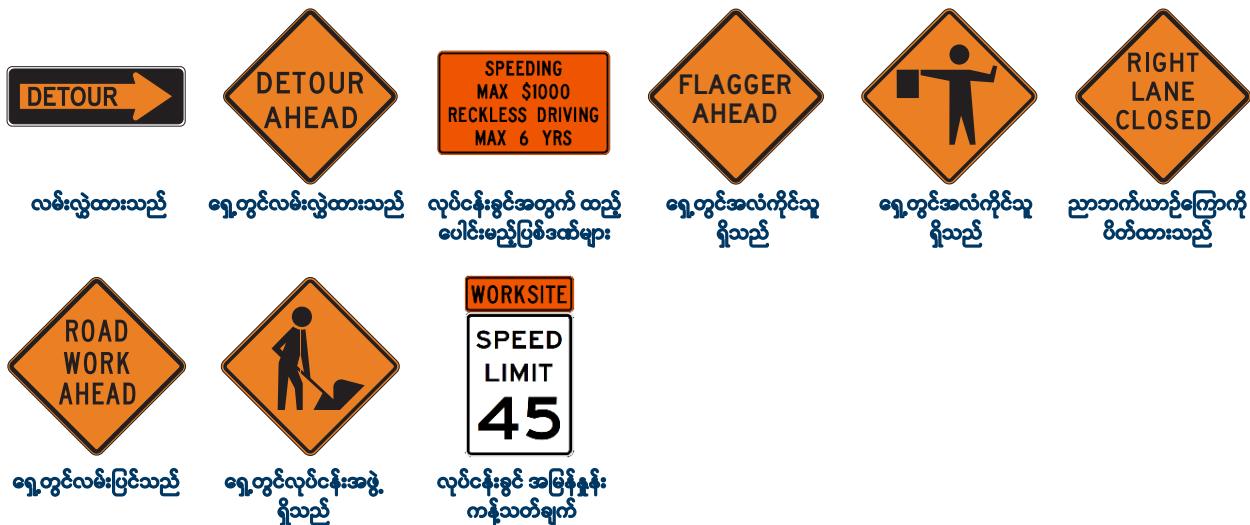 DETOUR
လမ်းလွှဲထားသည်
DETOUR
AHEAD
ရှေ့တွင်လမ်းလွှဲထားသည်
SPEEDING
MAX $1000
RECKLESS DRIVING
MAX 6 YRS
လုပ်ငန်းခွင်အတွက် ထည့်
ပေါင်းမည့်ပြစ်ဒဏ်များ
FLAGGER
AHEAD
ရှေ့တွင်အလံကိုင်သူ
ရှိသည်
ရှေ့တွင်အလံကိုင်သူ
ရှိသည်
RIGHT
LANE
CLOSED
ညာဘက်ယာဉ်ကြောကို
ပိတ်ထားသည်
ROAD
WORK
AHEAD
ရှေ့တွင်လမ်းပြင်သည်
ရှေ့တွင်လုပ်ငန်းအဖွဲ့
ရှိသည်
WORKSITE
SPEED
LIMIT
45
လုပ်ငန်းခွင် အမြန်နှုန်း
ကန့်သတ်ချက်